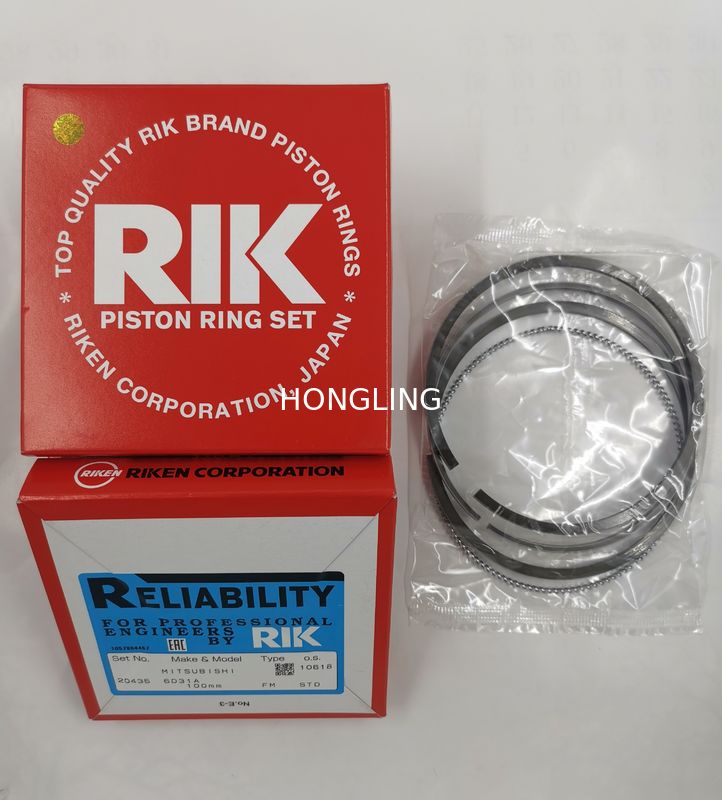 TOP QUALITY RIK BRAND PISTON RINGS
RIK
PISTON RING SET
* RIKEN CORPORATION, JAPAN *
HONGLING
RIKEN RIKEN CORPORATION
RELIABILITY
FOR PROFESSIONAL
ENGINEERS BY RIK
EAC
Set No. Make & Model Type o.s.
MITSUBISHI 10618
20435 6D31A
100mm FM STD
No.E-3